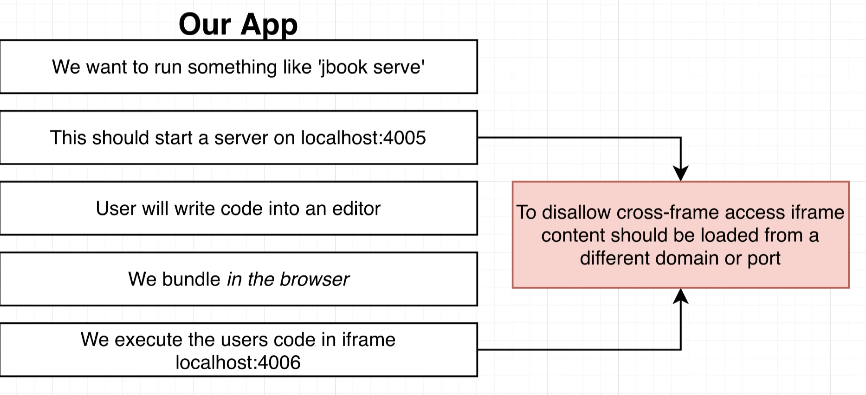 Our App
We want to run something like 'jbook serve'
This should start a server on localhost:4005
User will write code into an editor
We bundle in the browser
We execute the users code in iframe
localhost:4006
To disallow cross-frame access iframe
content should be loaded from a
different domain or port